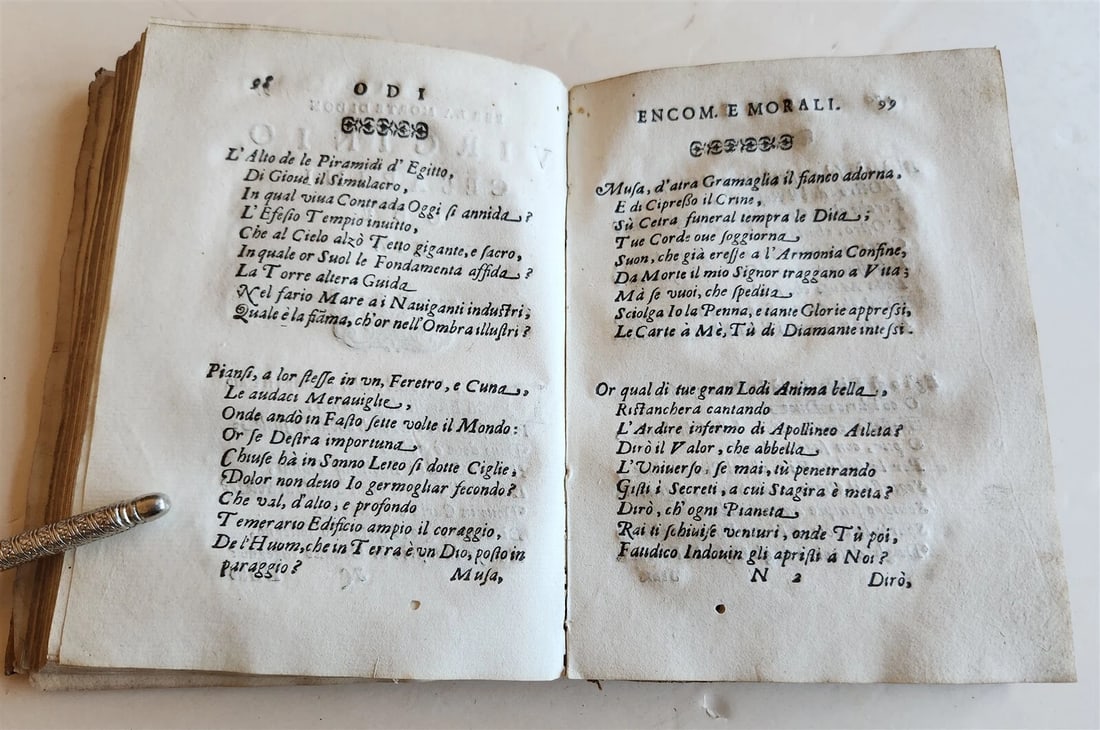 98
ODI
L'Alto de le Piramidi d' Egitto,
Di Gioue il Simulacro,
In qual viua Contrada Oggi si annida?
L'Efesio Tempio inuitto,
Che al Cielo alzò Tetto gigante, e sacro,
In quale or Suol le Fondamenta affida?
La Torre altera Guida
Nel fario Mare ai Nauiganti industri;
Quale è la fiãma, ch'or nell'Ombra illustri?
Piansi, a lor stesse in vn, Feretro, e Cuna,
Le audaci Merauiglie,
Onde andò in Fasto sette volte il Mondo:
Or se Destra importuna
Chiuse hà in Sonno Leteo sì dotte Ciglie,
Dolor non deuo Io germogliar fecondo?
Che val, d'alto, e profondo
Temerario Edificio ampio il coraggio,
De l'Huom, che in Terra è vn Dio, posto in
paraggio?
Musa,
ENCOM. E MORALI. 99
Musa, d'atra Gramaglia il fianco adorna,
E di Cipresso il Crine,
Sù Cetra funeral tempra le Dita;
Tue Corde oue soggiorna
Suon, che già eresse a l'Armonia Confine,
Da Morte il mio Signor traggano a Vita;
Mà se vuoi, che spedita
Sciolga Io la Penna, e tante Glorie appressi,
Le Carte à Mè, Tù di Diamante intessi.
Or qual di tue gran Lodi Anima bella,
Ristancherà cantando
L'Ardire infermo di Apollineo Atleta?
Dirò il Valor, che abbella
L'Vniuerso, se mai, tù penetrando
Gisti i Secreti, a cui Stagira è meta?
Dirò, ch'ogni Pianeta
Rai ti schiuise venturi, onde Tù poi,
Fatidico Indouin gli apristi a Noi?
N 2
Dirò,